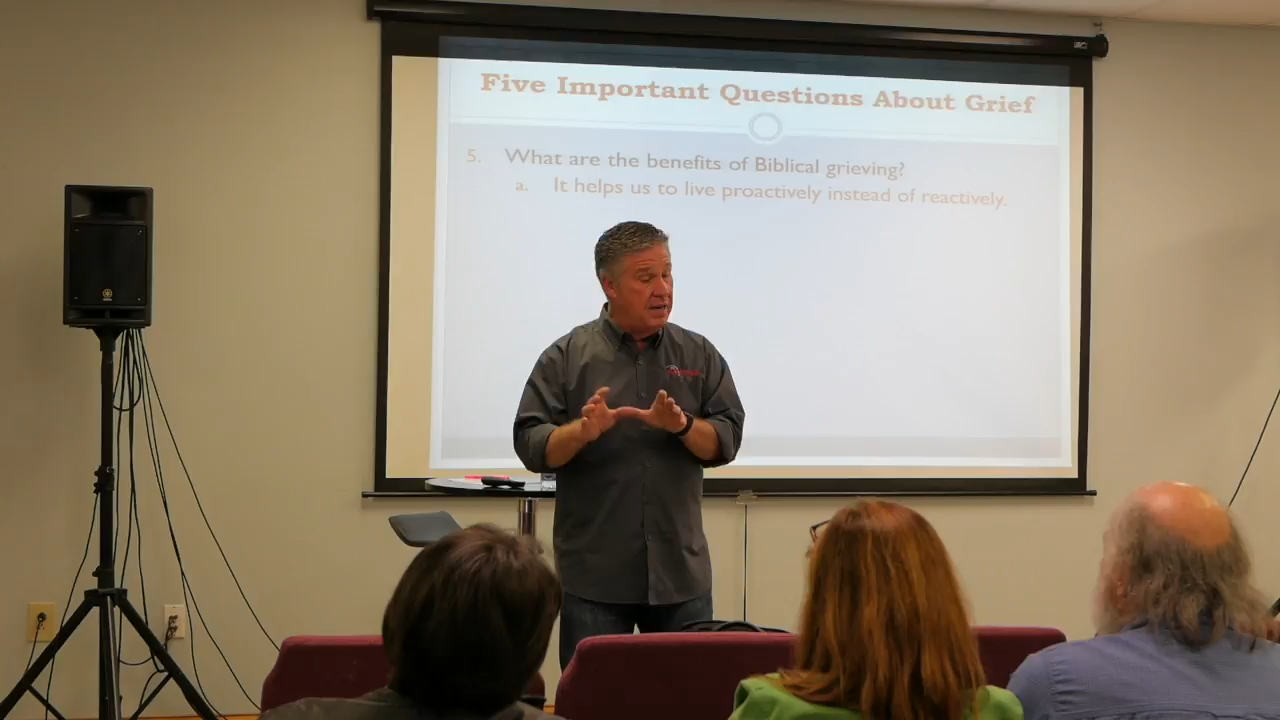 Five Important Questions About Grief
5. What are the benefits of Biblical grieving?
a. It helps us to live proactively instead of reactively.